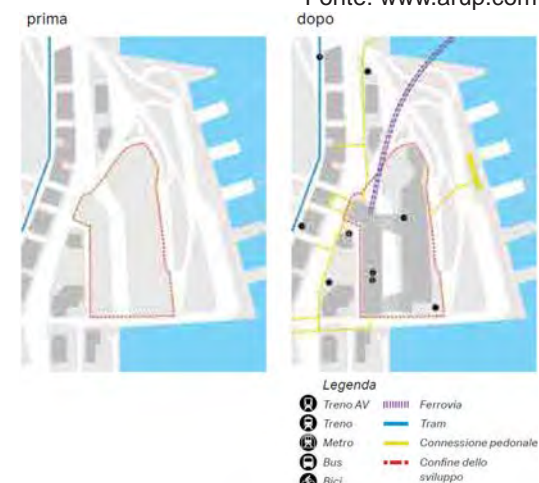 Fonte: www.arup.com
prima
dopo
Legenda
Treno AV
Treno
Metro
Bus
Bici
Ferrovia
Tram
Connessione pedonale
Confine dello
sviluppo